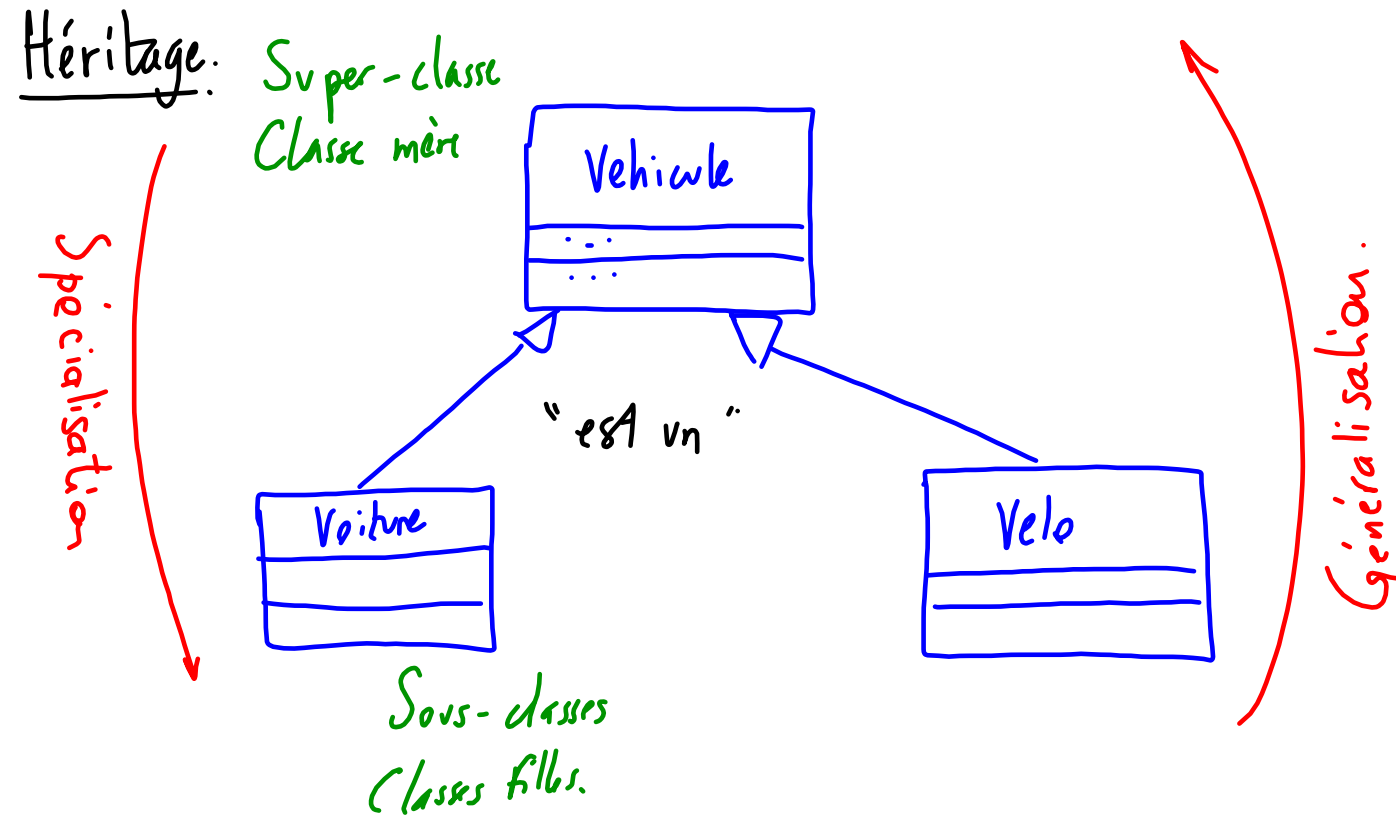 Héritage.
Super-classe
Classe mère
Vehicule
...
...
Spécialisation
Généralisation.
"est un"
Voiture
Velo
Sous-classes
Classes filles.